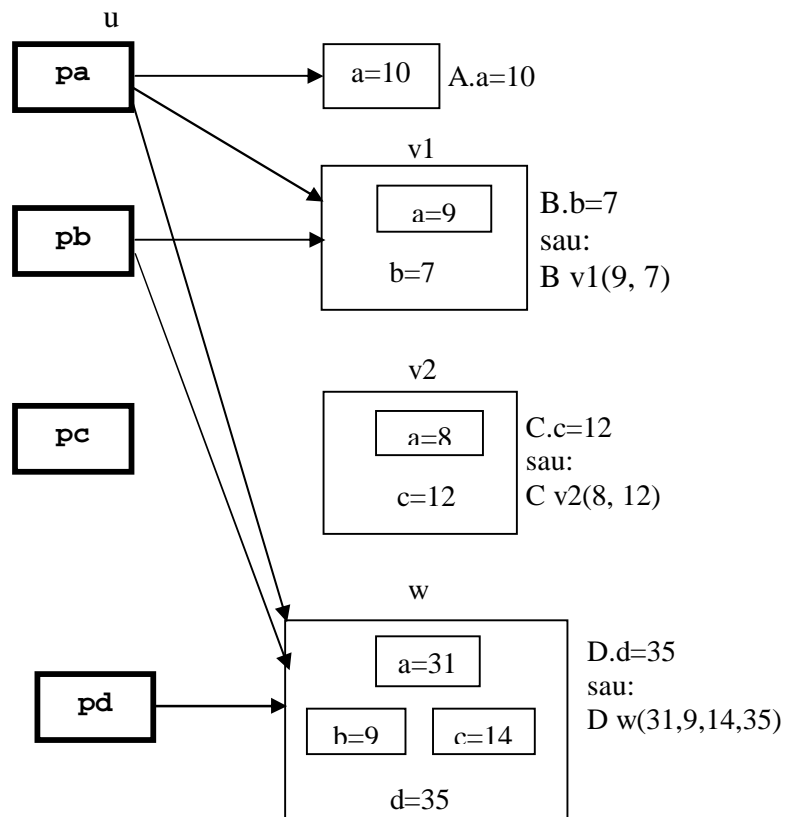 u
pa
a=10
A.a=10
v1
a=9
b=7
B.b=7
sau:
B v1(9, 7)
pb
v2
a=8
c=12
C.c=12
sau:
C v2(8, 12)
pc
w
a=31
b=9
c=14
d=35
D.d=35
sau:
D w(31,9,14,35)
pd